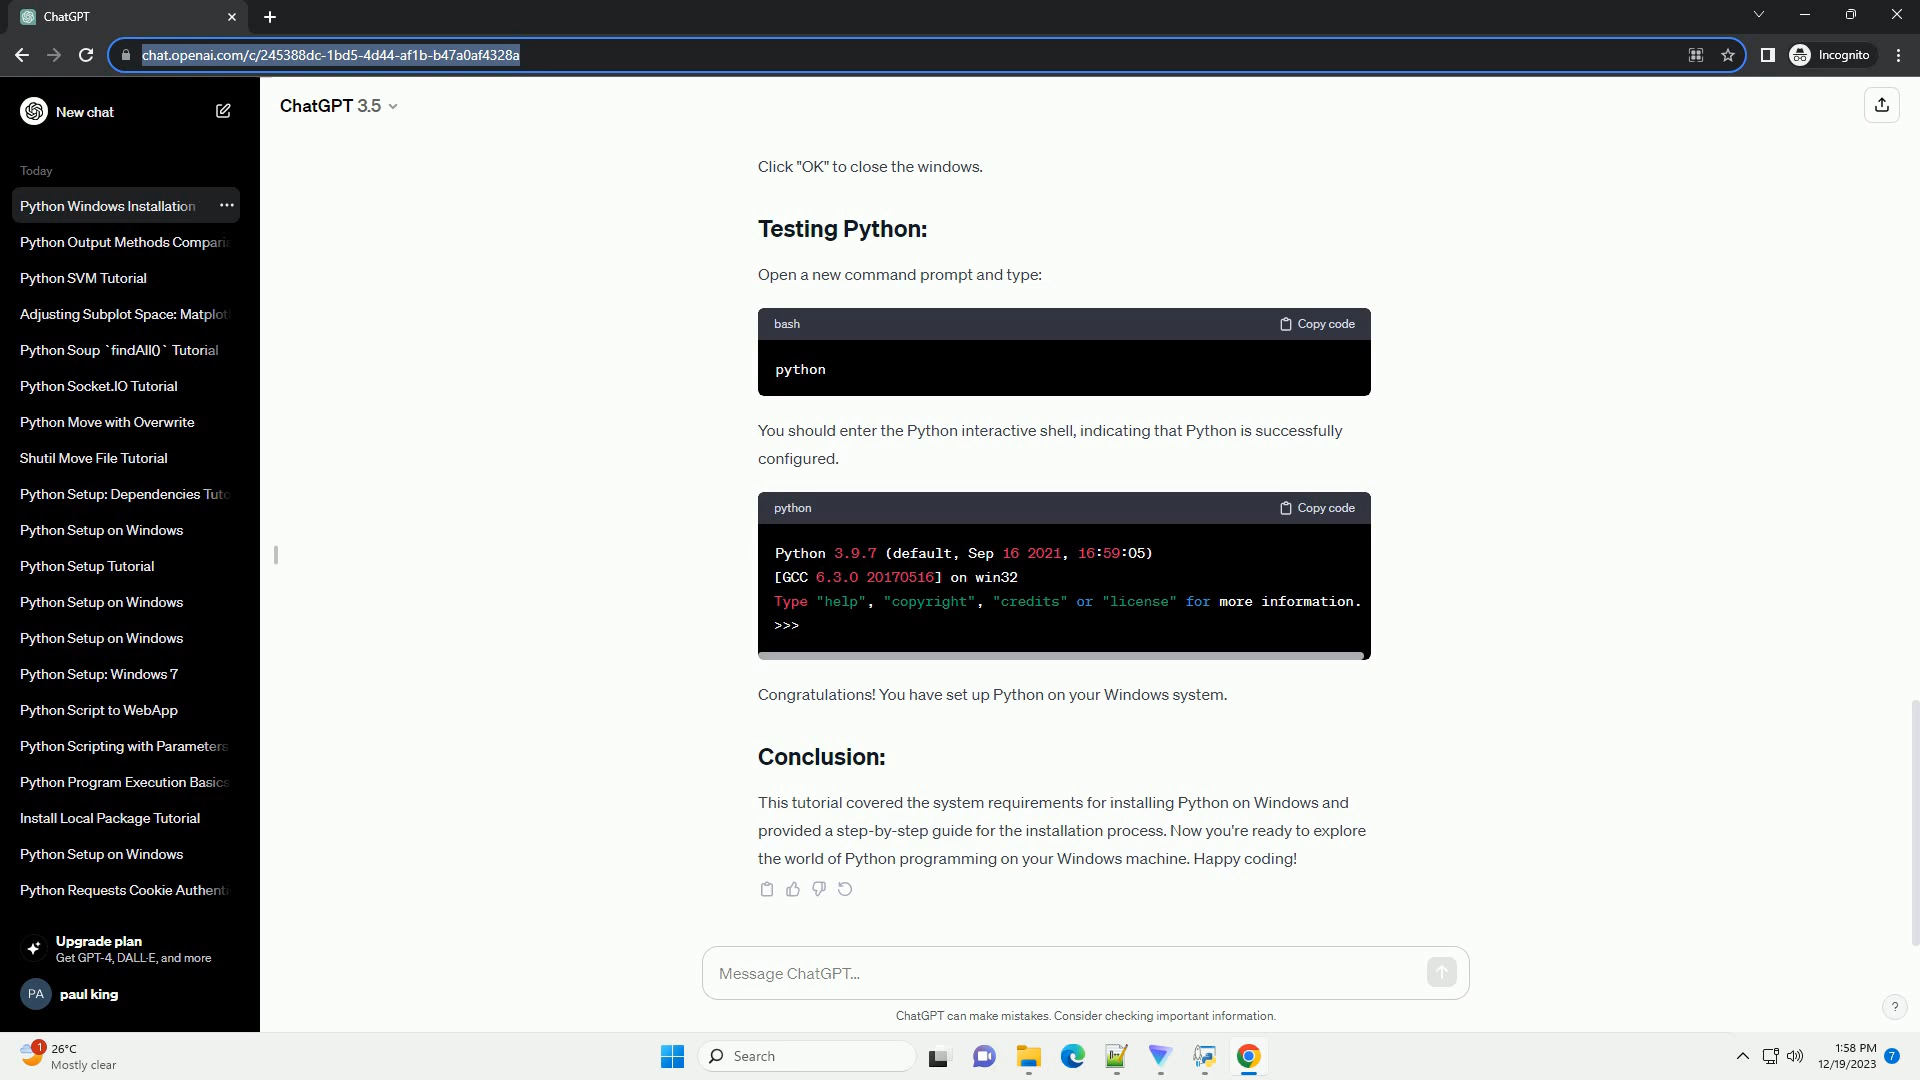 ChatGPT
chat.openai.com/c/245388dc-1bd5-4d44-af1b-b47a0af4328a
Incognito
New chat
ChatGPT 3.5
Today
Python Windows Installation
Python Output Methods Comparis
Python SVM Tutorial
Adjusting Subplot Space: Matplotl
Python Soup `findAll()` Tutorial
Python Socket.IO Tutorial
Python Move with Overwrite
Shutil Move File Tutorial
Python Setup: Dependencies Tuto
Python Setup on Windows
Python Setup Tutorial
Python Setup on Windows
Python Setup on Windows
Python Setup: Windows 7
Python Script to WebApp
Python Scripting with Parameters
Python Program Execution Basics
Install Local Package Tutorial
Python Setup on Windows
Python Requests Cookie Authenti
Upgrade plan
Get GPT-4, DALL·E, and more
PA
paul king
Click "OK" to close the windows.
Testing Python:
Open a new command prompt and type:
bash
Copy code
python
You should enter the Python interactive shell, indicating that Python is successfully
configured.
python
Copy code
Python 3.9.7 (default, Sep 16 2021, 16:59:05)
[GCC 6.3.0 20170516] on win32
Type "help", "copyright", "credits" or "license" for more information.
>>>
Congratulations! You have set up Python on your Windows system.
Conclusion:
This tutorial covered the system requirements for installing Python on Windows and
provided a step-by-step guide for the installation process. Now you're ready to explore
the world of Python programming on your Windows machine. Happy coding!
Message ChatGPT...
ChatGPT can make mistakes. Consider checking important information.
?
1
26°C
Mostly clear
Search
1:58 PM
12/19/2023
7